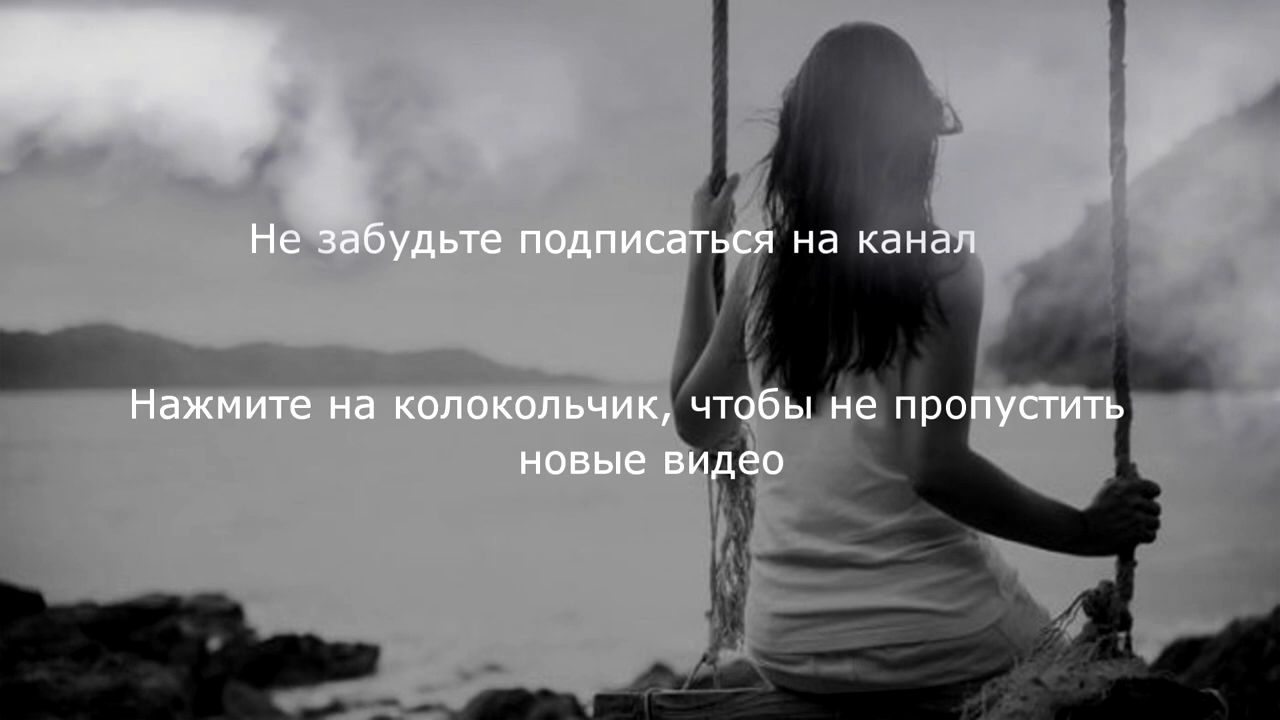 Не забудьте подписаться на канал
Нажмите на колокольчик, чтобы не пропустить
новые видео